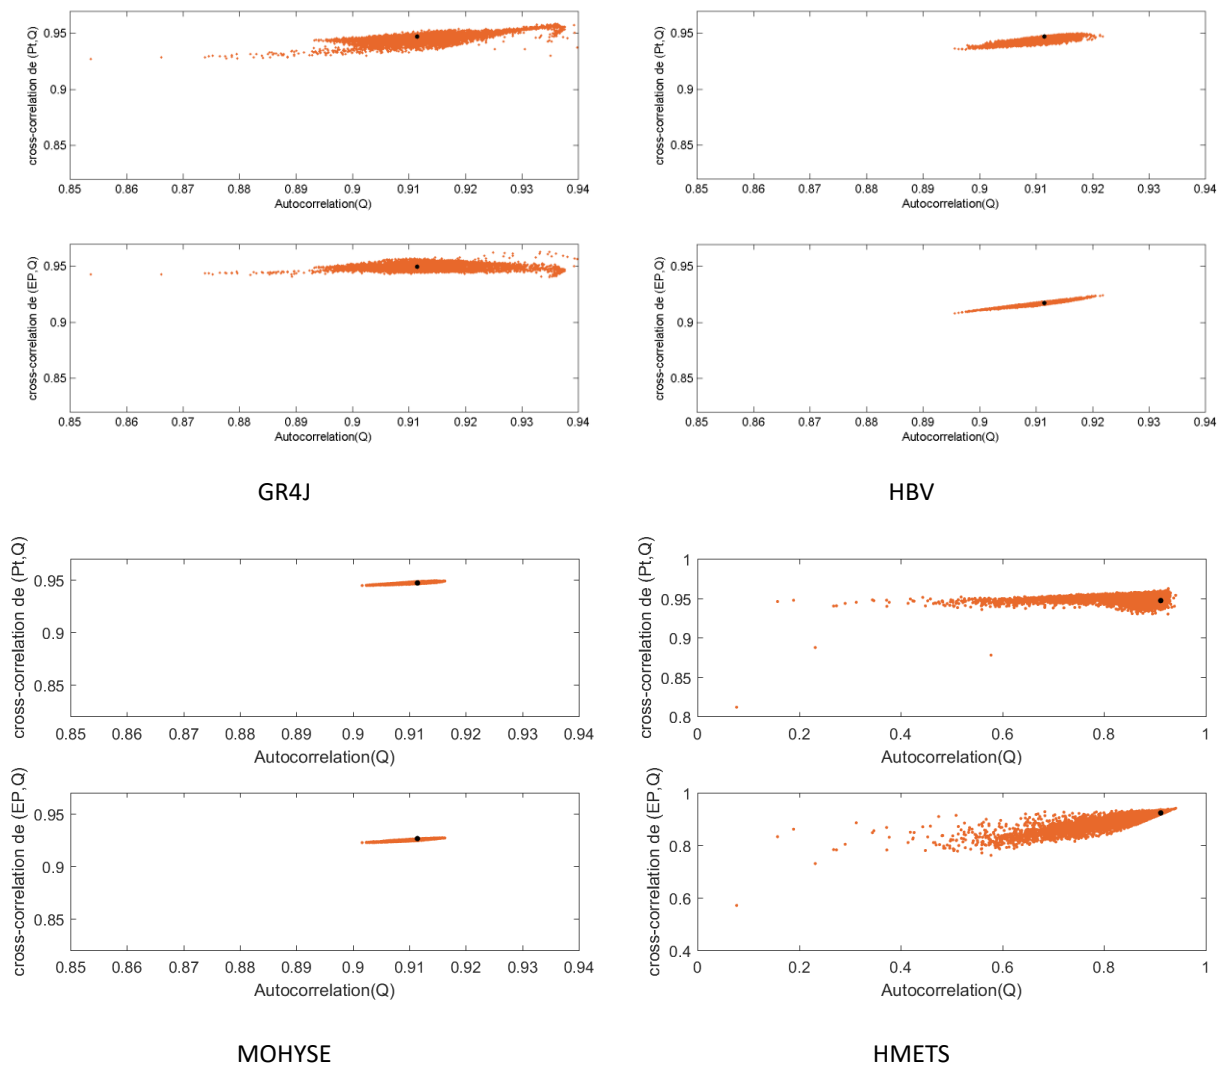 cross-correlation de (Pt,Q)
0.95
0.9
0.85
0.85 0.86 0.87 0.88 0.89 0.9 0.91 0.92 0.93 0.94
Autocorrelation(Q)
cross-correlation de (Pt,Q)
0.95
0.9
0.85
0.85 0.86 0.87 0.88 0.89 0.9 0.91 0.92 0.93 0.94
Autocorrelation(Q)
cross-correlation de (EP,Q)
0.95
0.9
0.85
0.85 0.86 0.87 0.88 0.89 0.9 0.91 0.92 0.93 0.94
Autocorrelation(Q)
cross-correlation de (EP,Q)
0.95
0.9
0.85
0.85 0.86 0.87 0.88 0.89 0.9 0.91 0.92 0.93 0.94
Autocorrelation(Q)
GR4J
HBV
cross-correlation de (Pt,Q)
0.95
0.9
0.85
0.85 0.86 0.87 0.88 0.89 0.9 0.91 0.92 0.93 0.94
Autocorrelation(Q)
cross-correlation de (Pt,Q)
1
0.95
0.9
0.85
0.8
0 0.2 0.4 0.6 0.8 1
Autocorrelation(Q)
cross-correlation de (EP,Q)
0.95
0.9
0.85
0.85 0.86 0.87 0.88 0.89 0.9 0.91 0.92 0.93 0.94
Autocorrelation(Q)
cross-correlation de (EP,Q)
1
0.8
0.6
0.4
0 0.2 0.4 0.6 0.8 1
Autocorrelation(Q)
MOHYSE
HMETS